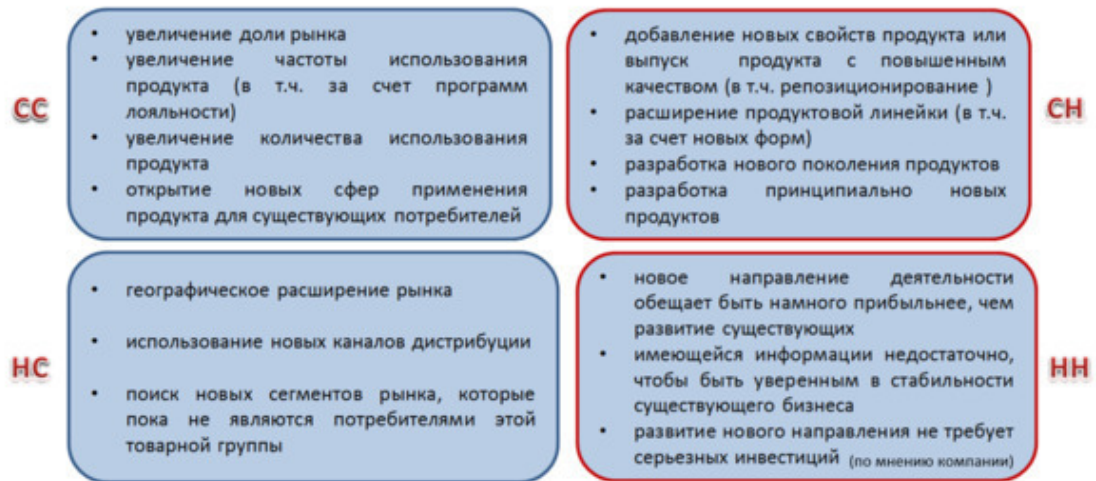 СС
• увеличение доли рынка
• увеличение частоты использования
продукта (в т.ч. за счет программ
лояльности)
• увеличение количества использования
продукта
• открытие новых сфер применения
продукта для существующих потребителей
СН
• добавление новых свойств продукта или
выпуск продукта с повышенным
качеством (в т.ч. репозиционирование )
• расширение продуктовой линейки (в т.ч.
за счет новых форм)
• разработка нового поколения продуктов
• разработка принципиально новых
продуктов
НС
• географическое расширение рынка
• использование новых каналов дистрибуции
• поиск новых сегментов рынка, которые
пока не являются потребителями этой
товарной группы
НН
• новое направление деятельности
обещает быть намного прибыльнее, чем
развитие существующих
• имеющейся информации недостаточно,
чтобы быть уверенным в стабильности
существующего бизнеса
• развитие нового направления не требует
серьезных инвестиций (по мнению компании)